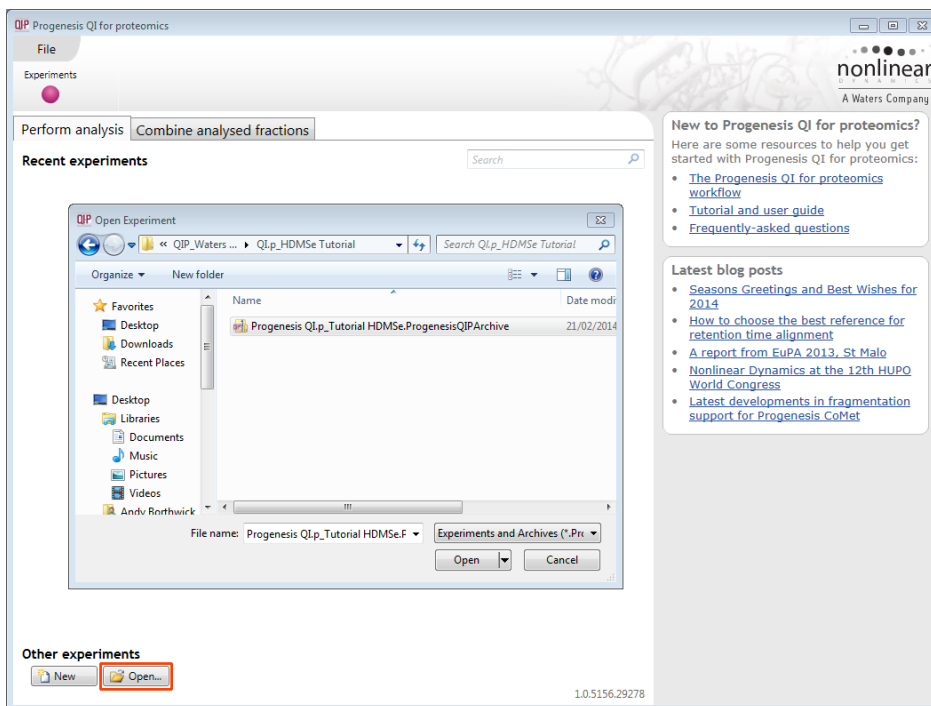 QIP Progenesis QI for proteomics
File
Experiments
nonlinear
DYNAMICS
A Waters Company
Perform analysis
Combine analysed fractions
Recent experiments
Search
QIP Open Experiment
« QIP_Waters ... QI.p_HDMSe Tutorial
Search QI.p_HDMSe Tutorial
Organize
New folder
Favorites
Desktop
Downloads
Recent Places
Desktop
Libraries
Documents
Music
Pictures
Videos
Andy Borthwick
Name
Date modif
Progenesis QI.p_Tutorial HDMSe.ProgenesisQIPArchive
21/02/2014
File name:
Progenesis QI.p_Tutorial HDMSe.F
Experiments and Archives (*.Pro
Open
Cancel
Other experiments
New
Open...
1.0.5156.29278
New to Progenesis QI for proteomics?
Here are some resources to help you get
started with Progenesis QI for proteomics:
The Progenesis QI for proteomics
workflow
Tutorial and user guide
Frequently-asked questions
Latest blog posts
Seasons Greetings and Best Wishes for
2014
How to choose the best reference for
retention time alignment
A report from EuPA 2013, St Malo
Nonlinear Dynamics at the 12th HUPO
World Congress
Latest developments in fragmentation
support for Progenesis CoMet